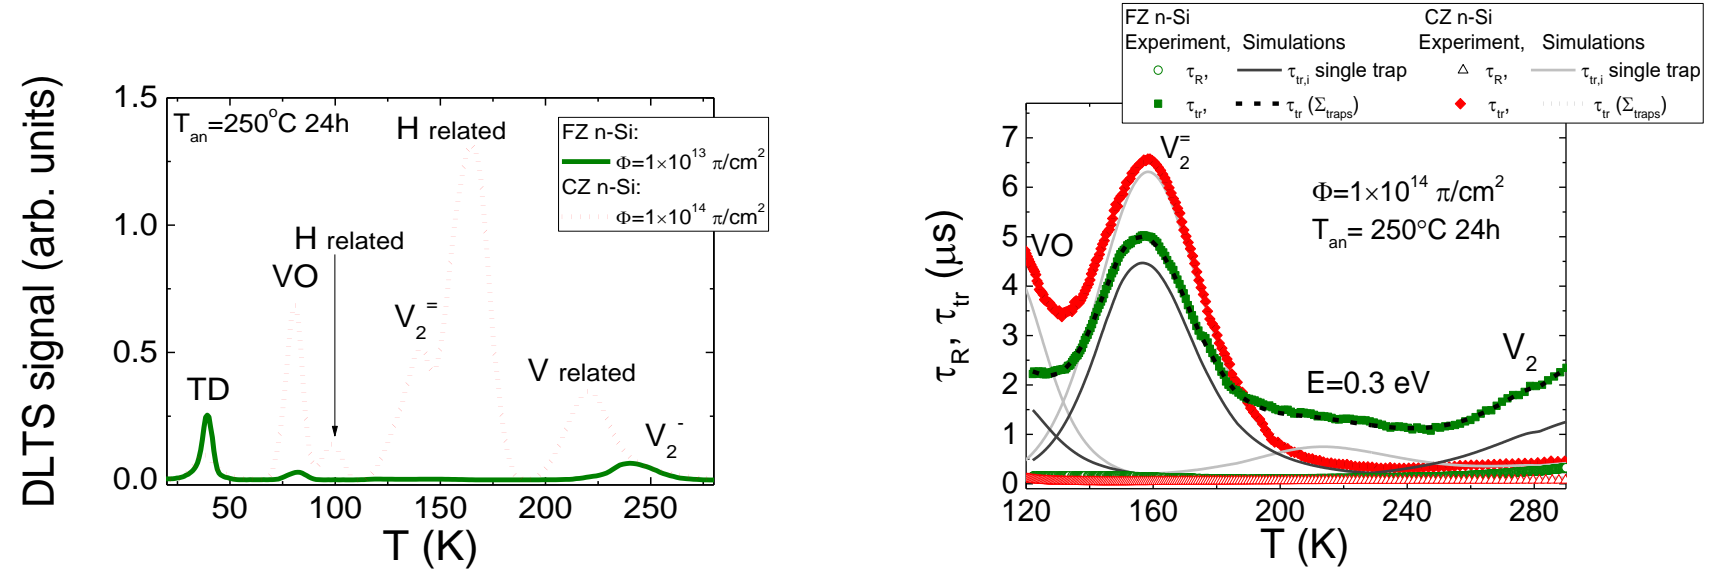 DLTS signal (arb. units)
1.5
1.0
0.5
0.0
T_an=250°C 24h
H related
FZ n-Si:
Φ=1×10^13 π/cm^2
CZ n-Si:
Φ=1×10^14 π/cm^2
H related
VO
V_2^=
V related
TD
V_2^-
50 100 150 200 250
T (K)
FZ n-Si CZ n-Si
Experiment, Simulations Experiment, Simulations
τ_R, τ_tr,i single trap τ_R, τ_tr,i single trap
τ_tr, τ_tr (Σ_traps) τ_tr, τ_tr (Σ_traps)
τ_R, τ_tr (μs)
7
6
5
4
3
2
1
0
V_2^=
Φ=1×10^14 π/cm^2
T_an= 250°C 24h
VO
E=0.3 eV
V_2
120 160 200 240 280
T (K)